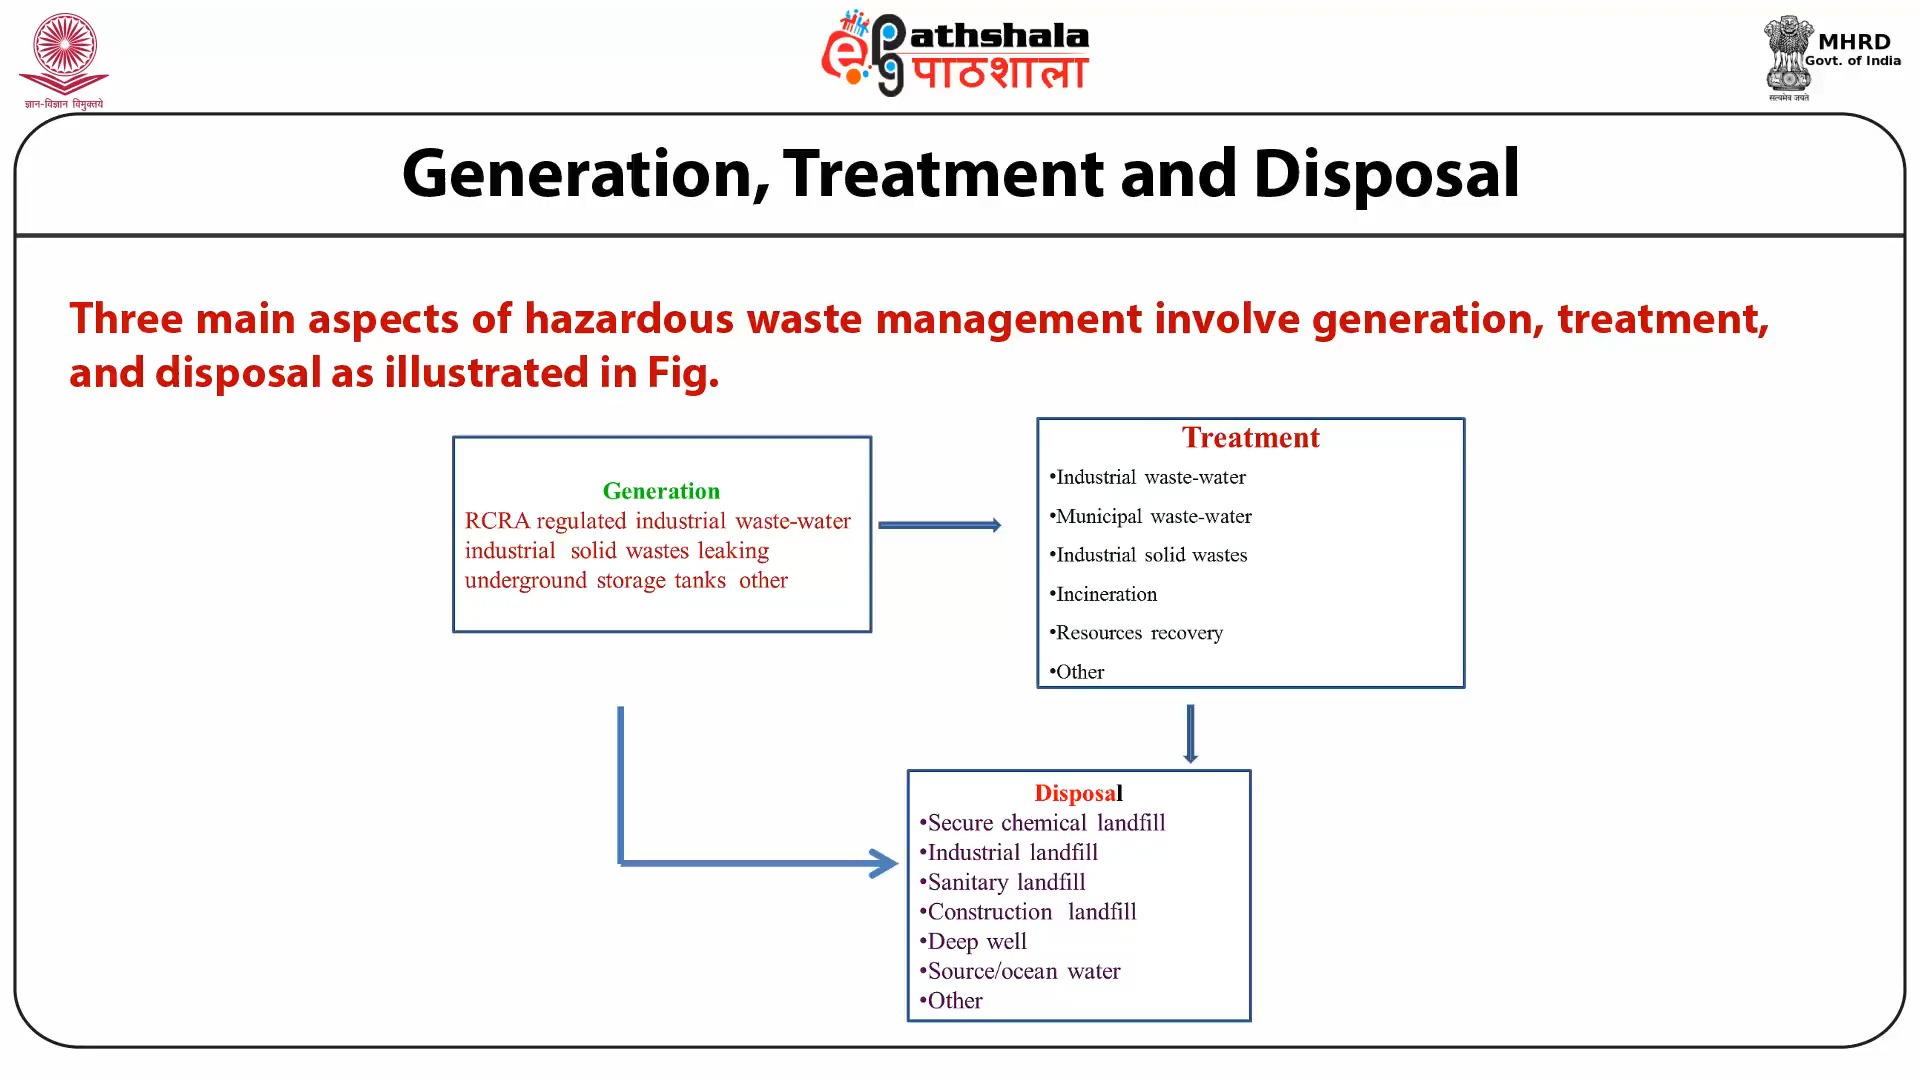 ज्ञान-विज्ञान विमुक्तये
ePathshala
पाठशाला
MHRD
Govt. of India
सत्यमेव जयते
Generation, Treatment and Disposal
Three main aspects of hazardous waste management involve generation, treatment,
and disposal as illustrated in Fig.
Generation
RCRA regulated industrial waste-water
industrial solid wastes leaking
underground storage tanks other
Treatment
•Industrial waste-water
•Municipal waste-water
•Industrial solid wastes
•Incineration
•Resources recovery
•Other
Disposal
•Secure chemical landfill
•Industrial landfill
•Sanitary landfill
•Construction landfill
•Deep well
•Source/ocean water
•Other